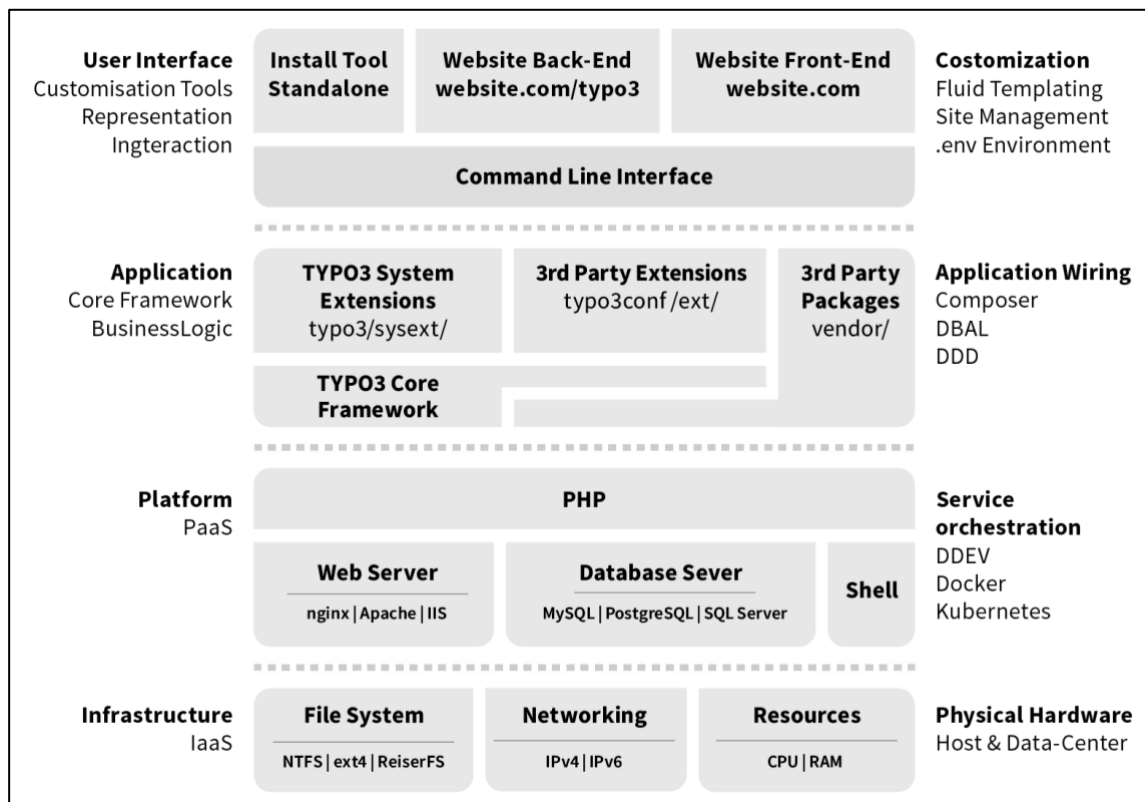 User Interface
Customisation Tools
Representation
Ingteraction
Install Tool
Standalone
Website Back-End
website.com/typo3
Website Front-End
website.com
Command Line Interface
Costomization
Fluid Templating
Site Management
.env Environment
Application
Core Framework
BusinessLogic
TYPO3 System
Extensions
typo3/sysext/
3rd Party Extensions
typo3conf/ext/
3rd Party
Packages
vendor/
TYPO3 Core
Framework
Application Wiring
Composer
DBAL
DDD
Platform
PaaS
PHP
Web Server
nginx | Apache | IIS
Database Sever
MySQL | PostgreSQL | SQL Server
Shell
Service
orchestration
DDEV
Docker
Kubernetes
Infrastructure
IaaS
File System
NTFS | ext4 | ReiserFS
Networking
IPv4 | IPv6
Resources
CPU | RAM
Physical Hardware
Host & Data-Center